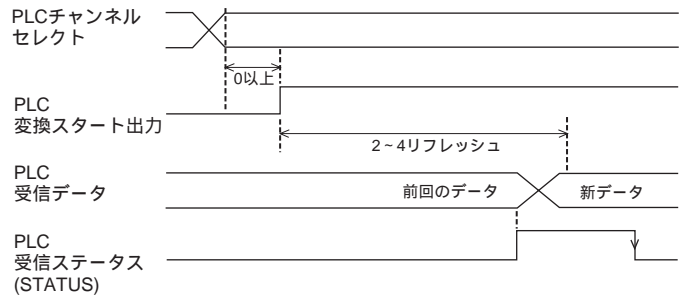 PLCチャンネル
セレクト
0以上
PLC
変換スタート出力
2~4リフレッシュ
PLC
受信データ
前回のデータ
新データ
PLC
受信ステータス
(STATUS)